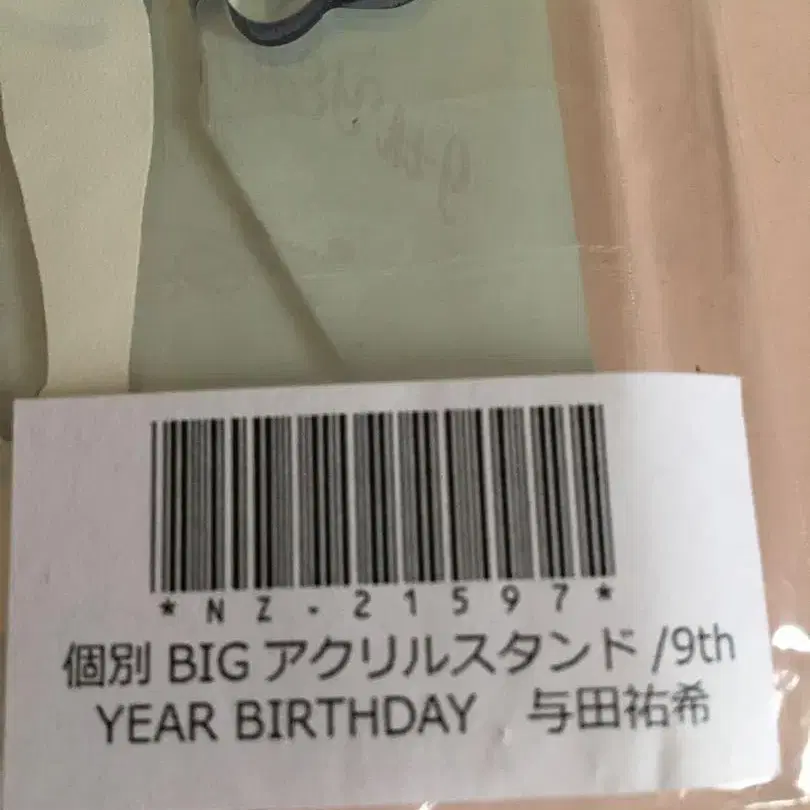 *NZ-21597*
個別 BIG アクリルスタンド /9th
YEAR BIRTHDAY 与田祐希